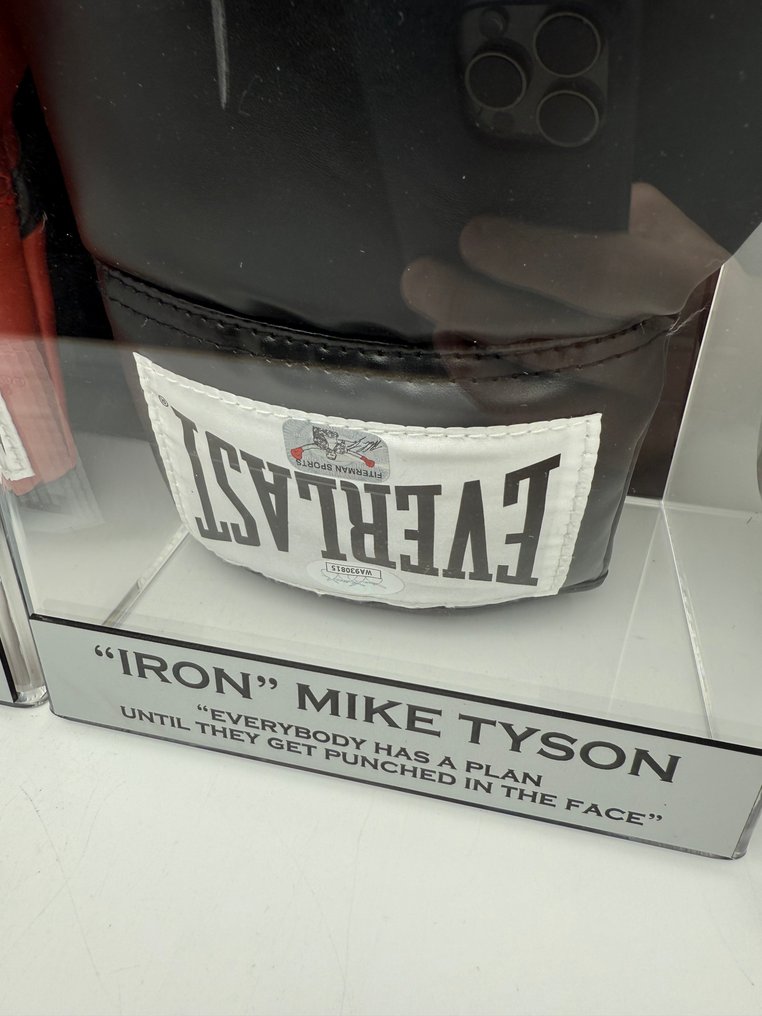 EVERLAST
®
FITERMAN SPORTS
WA930815
“IRON” MIKE TYSON
“EVERYBODY HAS A PLAN
UNTIL THEY GET PUNCHED IN THE FACE”